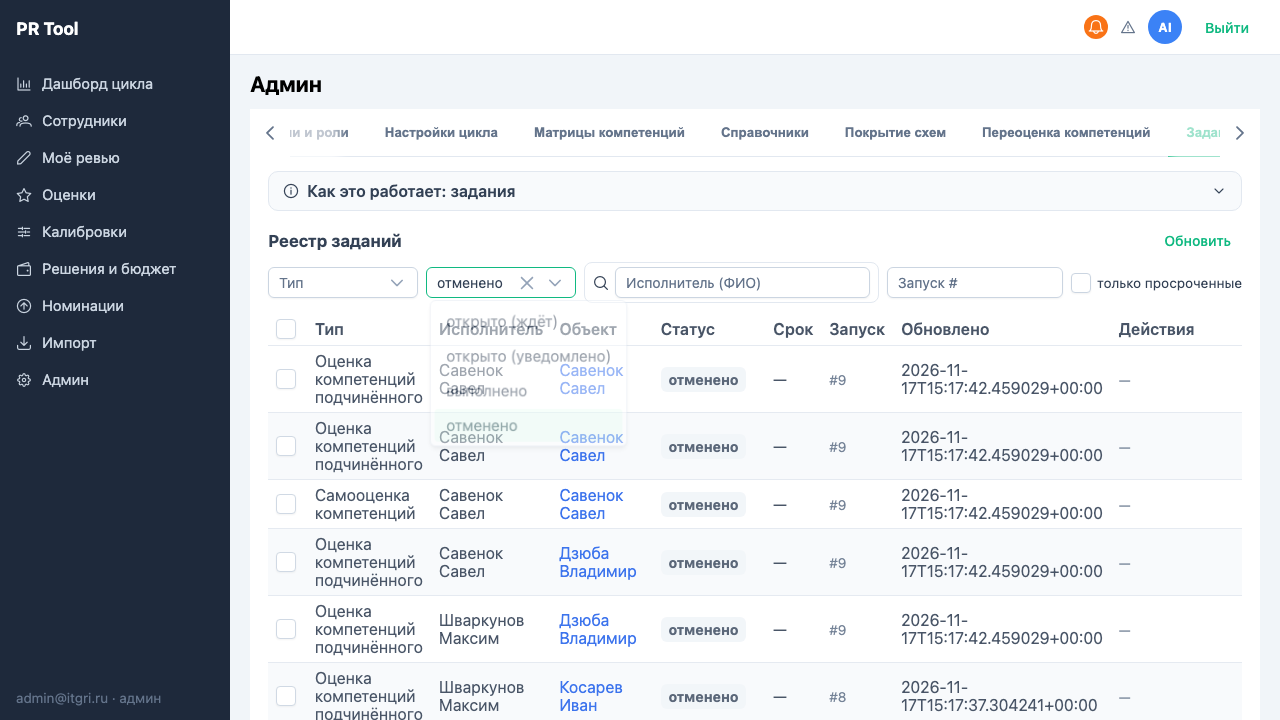 PR Tool
AI
Выйти
Дашборд цикла
Сотрудники
Моё ревью
Оценки
Калибровки
Решения и бюджет
Номинации
Импорт
Админ
admin@itgri.ru · админ
Админ
и роли
Настройки цикла
Матрицы компетенций
Справочники
Покрытие схем
Переоценка компетенций
Как это работает: задания
Реестр заданий
Обновить
Тип
отменено
Исполнитель (ФИО)
Запуск #
только просроченные
открыто (ждёт)
открыто (уведомлено)
выполнено
отменено
Тип
Исполнитель
Объект
Статус
Срок
Запуск
Обновлено
Действия
Оценка
компетенций
подчинённого
Савенок
Савел
Савенок
Савел
отменено
—
#9
2026-11-
17T15:17:42.459029+00:00
—
Оценка
компетенций
подчинённого
Савенок
Савел
Савенок
Савел
отменено
—
#9
2026-11-
17T15:17:42.459029+00:00
—
Самооценка
компетенций
Савенок
Савел
Савенок
Савел
отменено
—
#9
2026-11-
17T15:17:42.459029+00:00
—
Оценка
компетенций
подчинённого
Савенок
Савел
Дзюба
Владимир
отменено
—
#9
2026-11-
17T15:17:42.459029+00:00
—
Оценка
компетенций
подчинённого
Шваркунов
Максим
Дзюба
Владимир
отменено
—
#9
2026-11-
17T15:17:42.459029+00:00
—
Оценка
компетенций
подчинённого
Шваркунов
Максим
Косарев
Иван
отменено
—
#8
2026-11-
17T15:17:37.304241+00:00
—